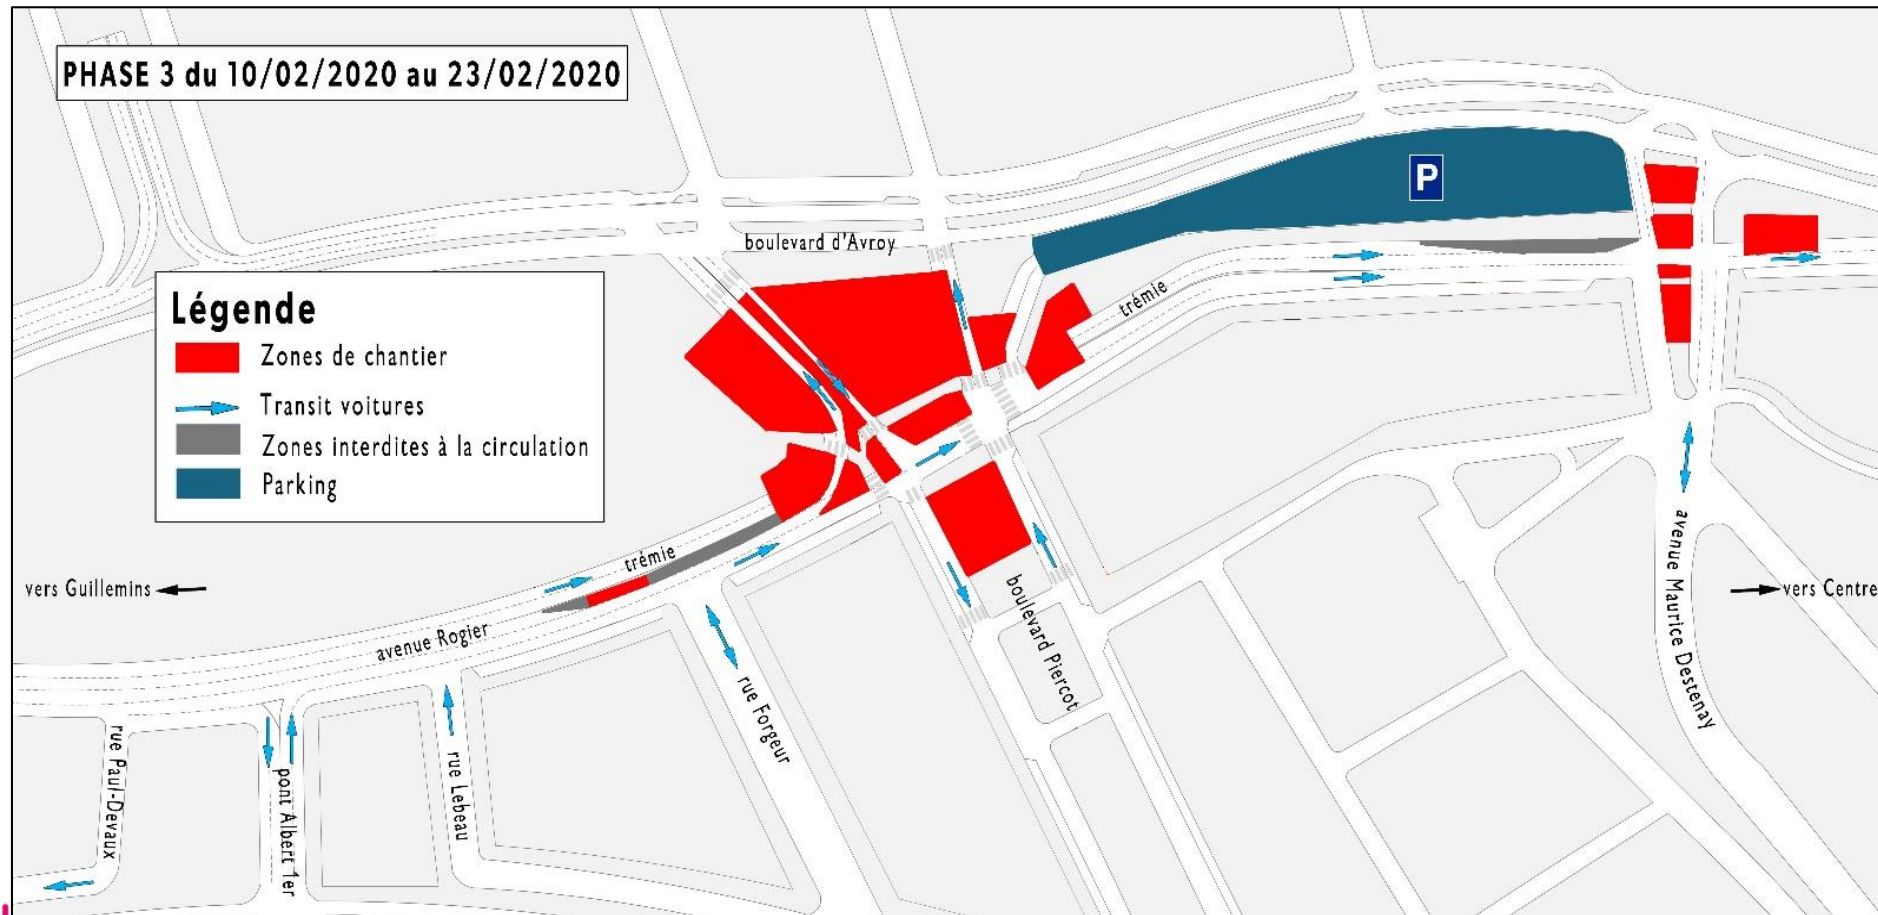 PHASE 3 du 10/02/2020 au 23/02/2020
P
boulevard d'Avroy
Légende
Zones de chantier
Transit voitures
Zones interdites à la circulation
Parking
trémie
trémie
vers Guillemins
vers Centre
avenue Rogier
avenue Maurice Destenay
boulevard Piercot
rue Forgeur
rue Lebeau
pont Albert 1er
rue Paul-Devaux